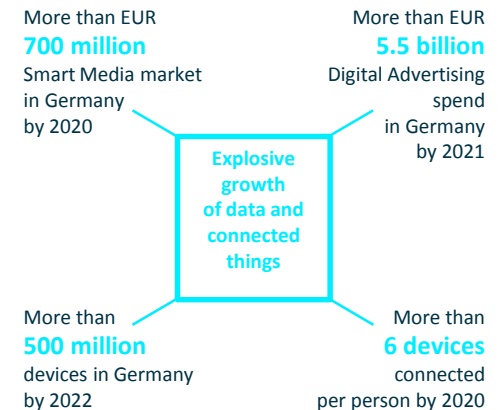 More than EUR
700 million
Smart Media market
in Germany
by 2020
More than EUR
5.5 billion
Digital Advertising
spend
in Germany
by 2021
Explosive
growth
of data and
connected
things
More than
500 million
devices in Germany
by 2022
More than
6 devices
connected
per person by 2020